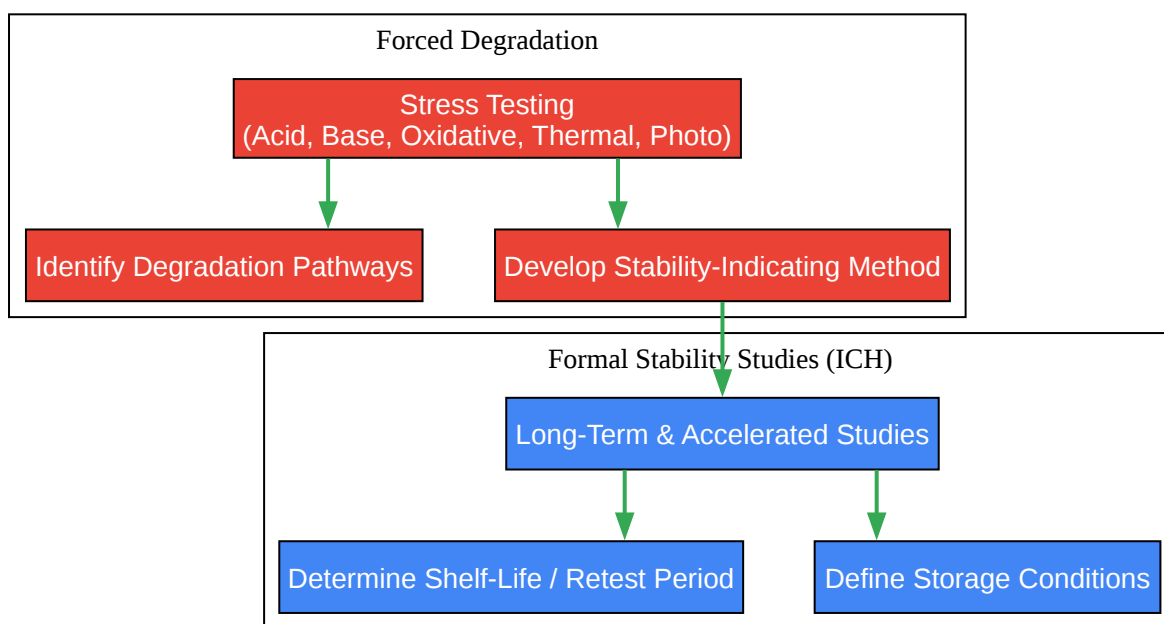 Forced Degradation
Stress Testing
(Acid, Base, Oxidative, Thermal, Photo)
Identify Degradation Pathways
Develop Stability-Indicating Method
Formal Stability Studies (ICH)
Long-Term & Accelerated Studies
Determine Shelf-Life / Retest Period
Define Storage Conditions